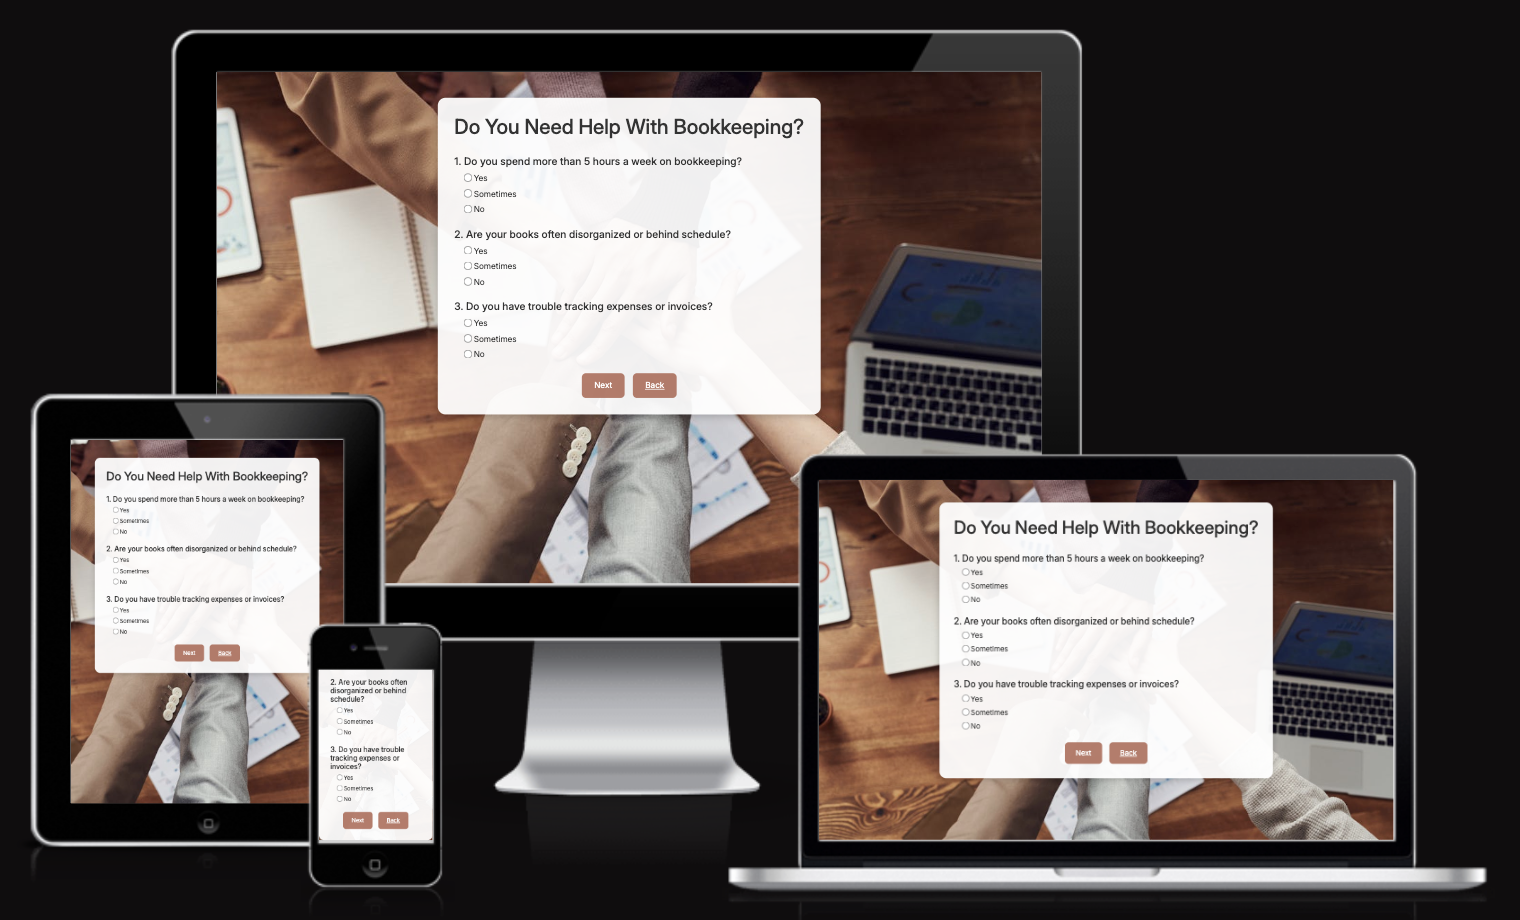 Do You Need Help With Bookkeeping?
1. Do you spend more than 5 hours a week on bookkeeping?
Yes
Sometimes
No
2. Are your books often disorganized or behind schedule?
Yes
Sometimes
No
3. Do you have trouble tracking expenses or invoices?
Yes
Sometimes
No
Next Back
Do You Need Help With Bookkeeping?
1. Do you spend more than 5 hours a week on bookkeeping?
Yes
Sometimes
No
2. Are your books often disorganized or behind schedule?
Yes
Sometimes
No
3. Do you have trouble tracking expenses or invoices?
Yes
Sometimes
No
Next Back
2. Are your books often
disorganized or behind
schedule?
Yes
Sometimes
No
3. Do you have trouble
tracking expenses or
invoices?
Yes
Sometimes
No
Next Back
Do You Need Help With Bookkeeping?
1. Do you spend more than 5 hours a week on bookkeeping?
Yes
Sometimes
No
2. Are your books often disorganized or behind schedule?
Yes
Sometimes
No
3. Do you have trouble tracking expenses or invoices?
Yes
Sometimes
No
Next Back